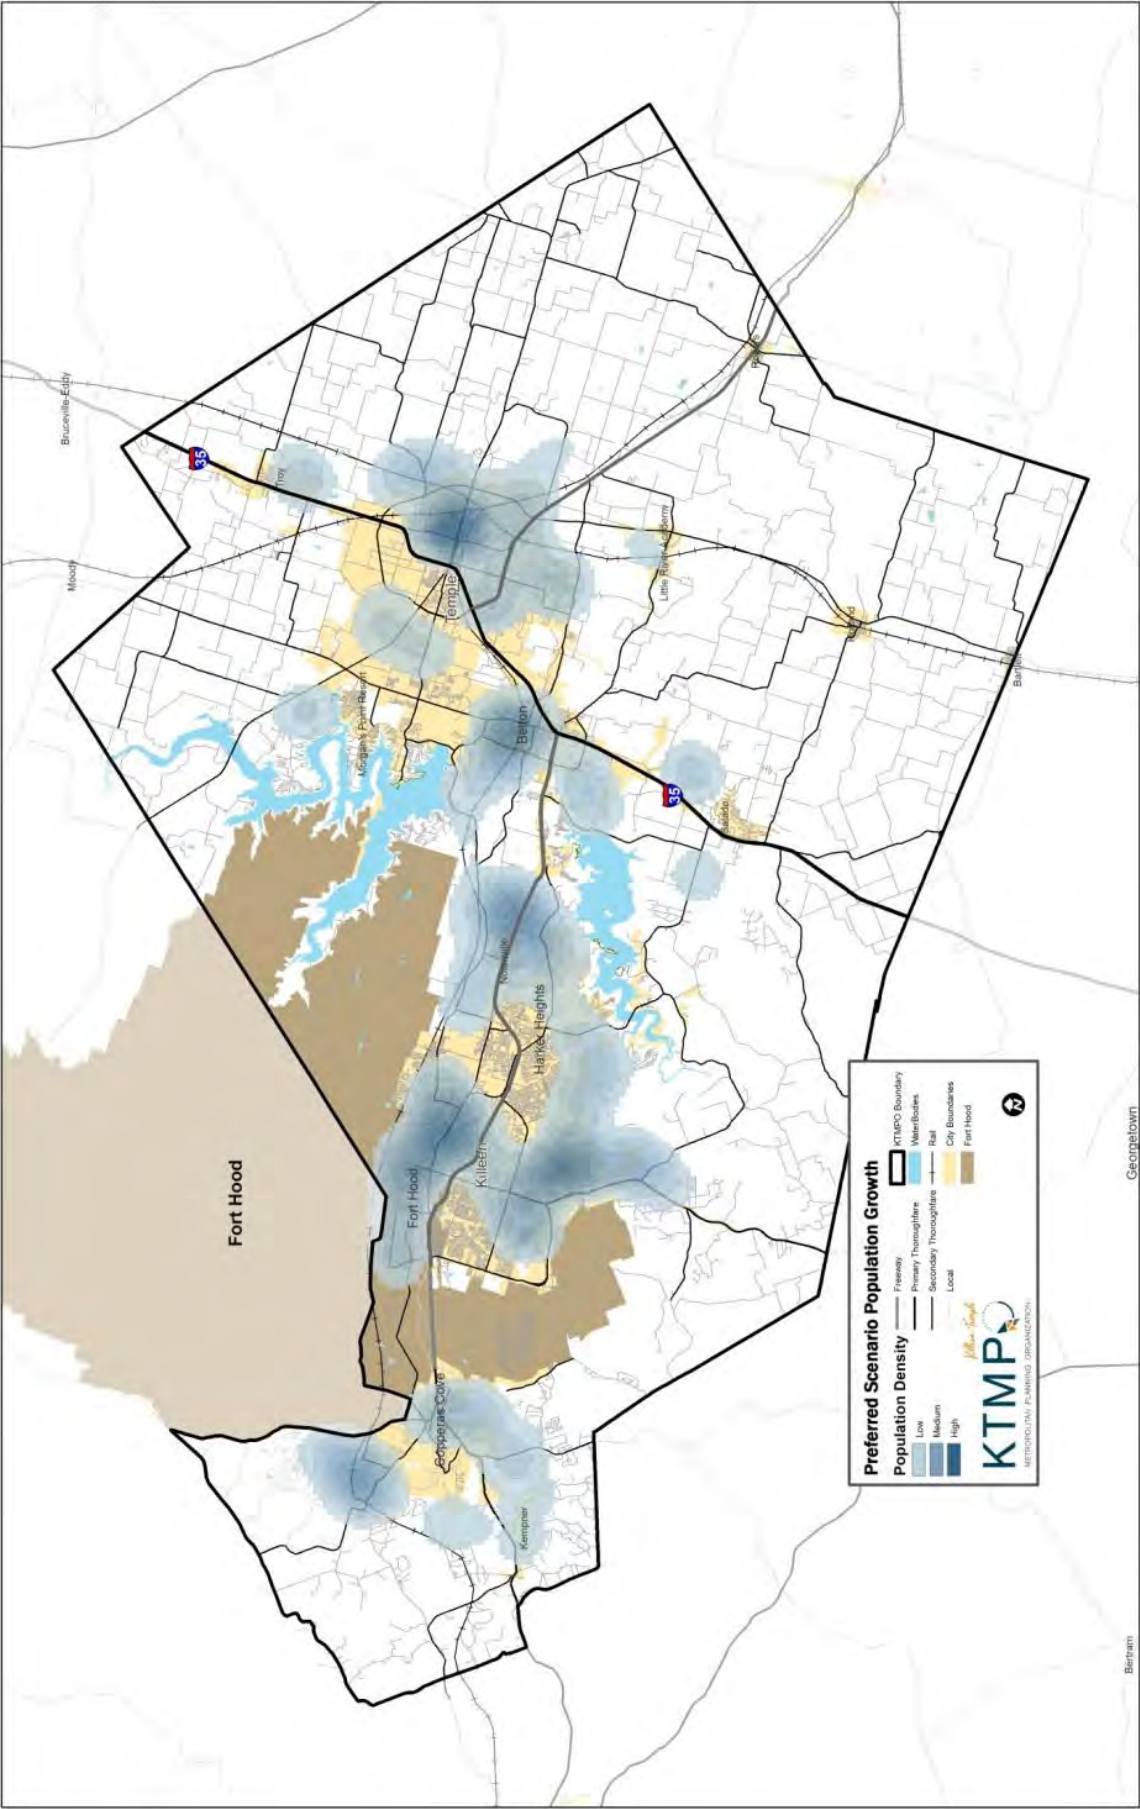 Bruceville-Eddy
Moody
35
Troy
Temple
Morgan's Point Resort
Little River-Academy
Belton
35
Bartlett
Nolanville
Harker Heights
Fort Hood
Killeen
Fort Hood
Copperas Cove
Kempner
Georgetown
Bertram
Preferred Scenario Population Growth
Population Density
Low
Medium
High
Freeway
Primary Thoroughfare
Secondary Thoroughfare
Local
KTMPO Boundary
WaterBodies
Rail
City Boundaries
Fort Hood
N
Killeen-Temple
KTMPO
METROPOLITAN PLANNING ORGANIZATION